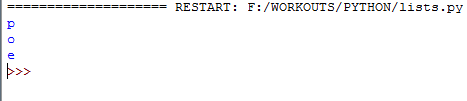 ==================== RESTART: F:/WORKOUTS/PYTHON/lists.py
p
o
e
>>>